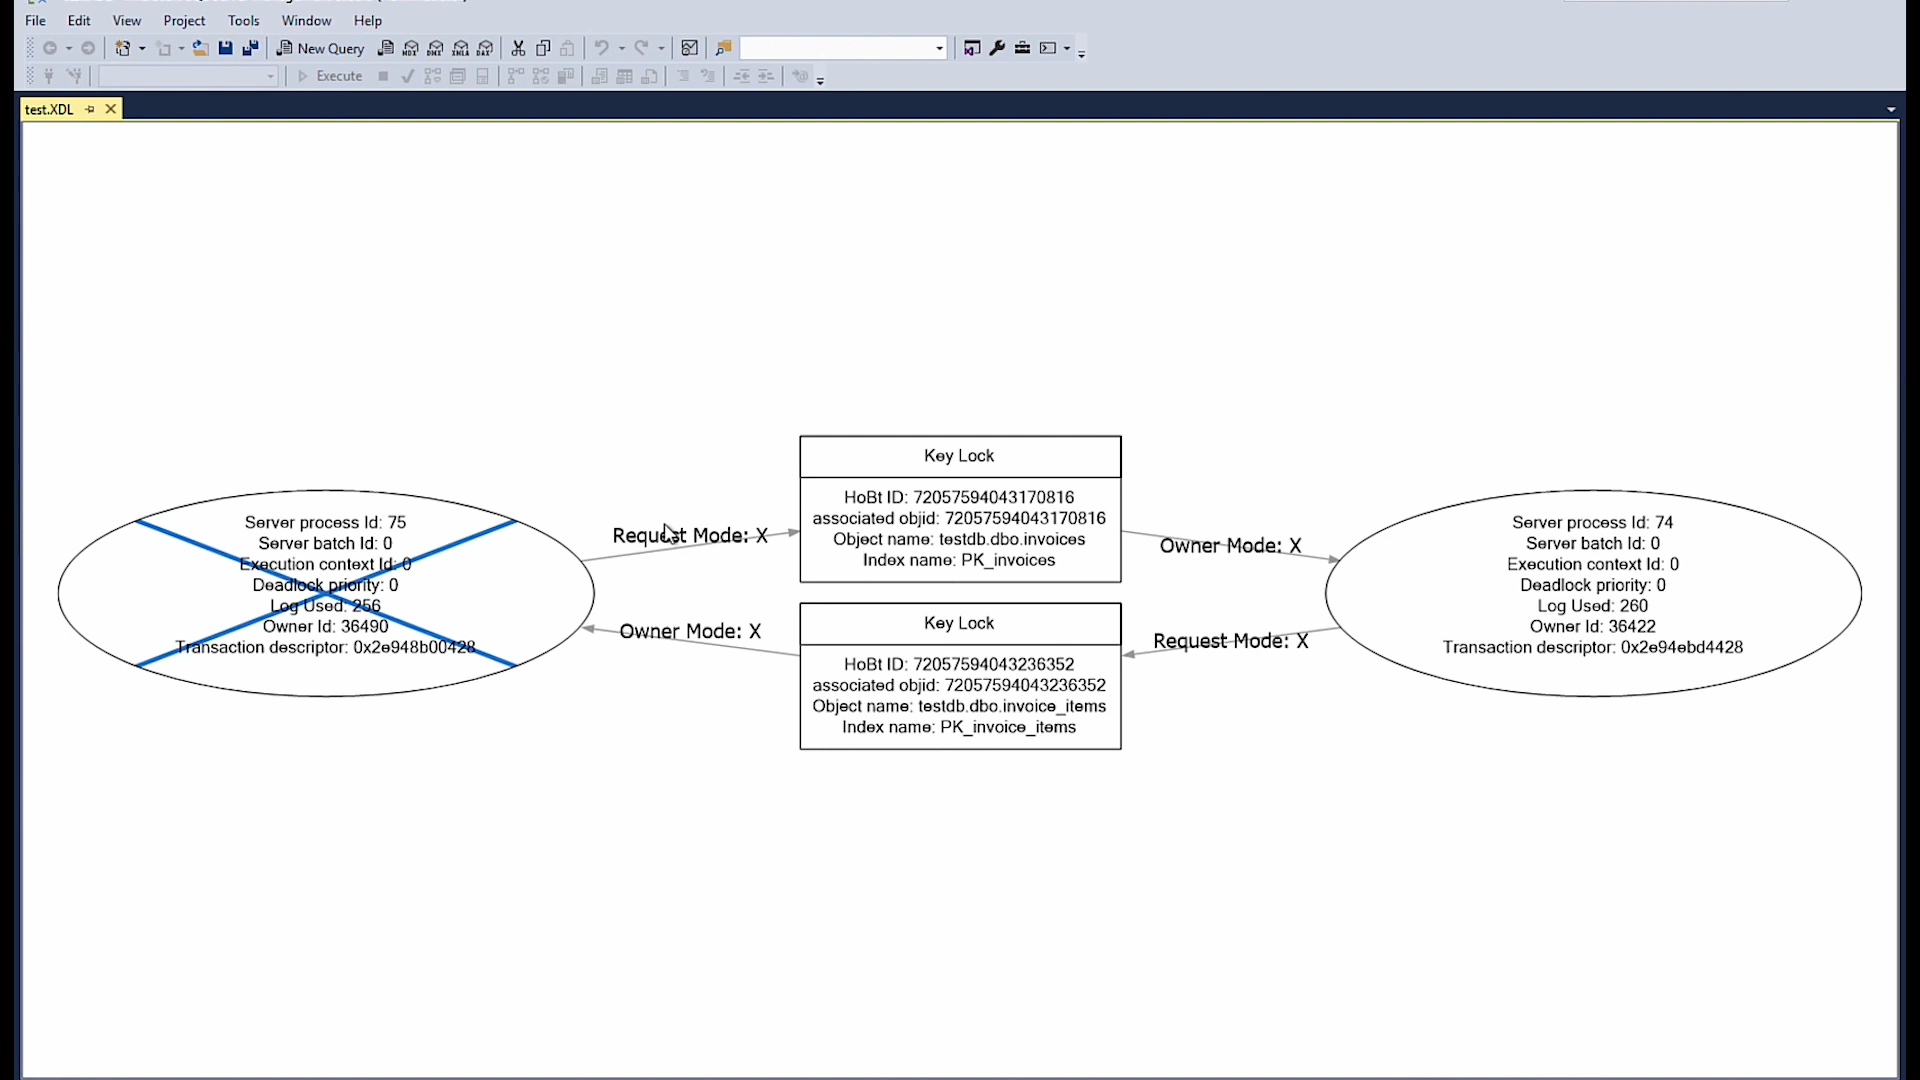 File Edit View Project Tools Window Help
New Query
Execute
test.XDL
Server process Id: 75
Server batch Id: 0
Execution context Id: 0
Deadlock priority: 0
Log Used: 256
Owner Id: 36490
Transaction descriptor: 0x2e948b00428
Request Mode: X
Owner Mode: X
Key Lock
HoBt ID: 72057594043170816
associated objid: 72057594043170816
Object name: testdb.dbo.invoices
Index name: PK_invoices
Key Lock
HoBt ID: 72057594043236352
associated objid: 72057594043236352
Object name: testdb.dbo.invoice_items
Index name: PK_invoice_items
Owner Mode: X
Request Mode: X
Server process Id: 74
Server batch Id: 0
Execution context Id: 0
Deadlock priority: 0
Log Used: 260
Owner Id: 36422
Transaction descriptor: 0x2e94ebd4428